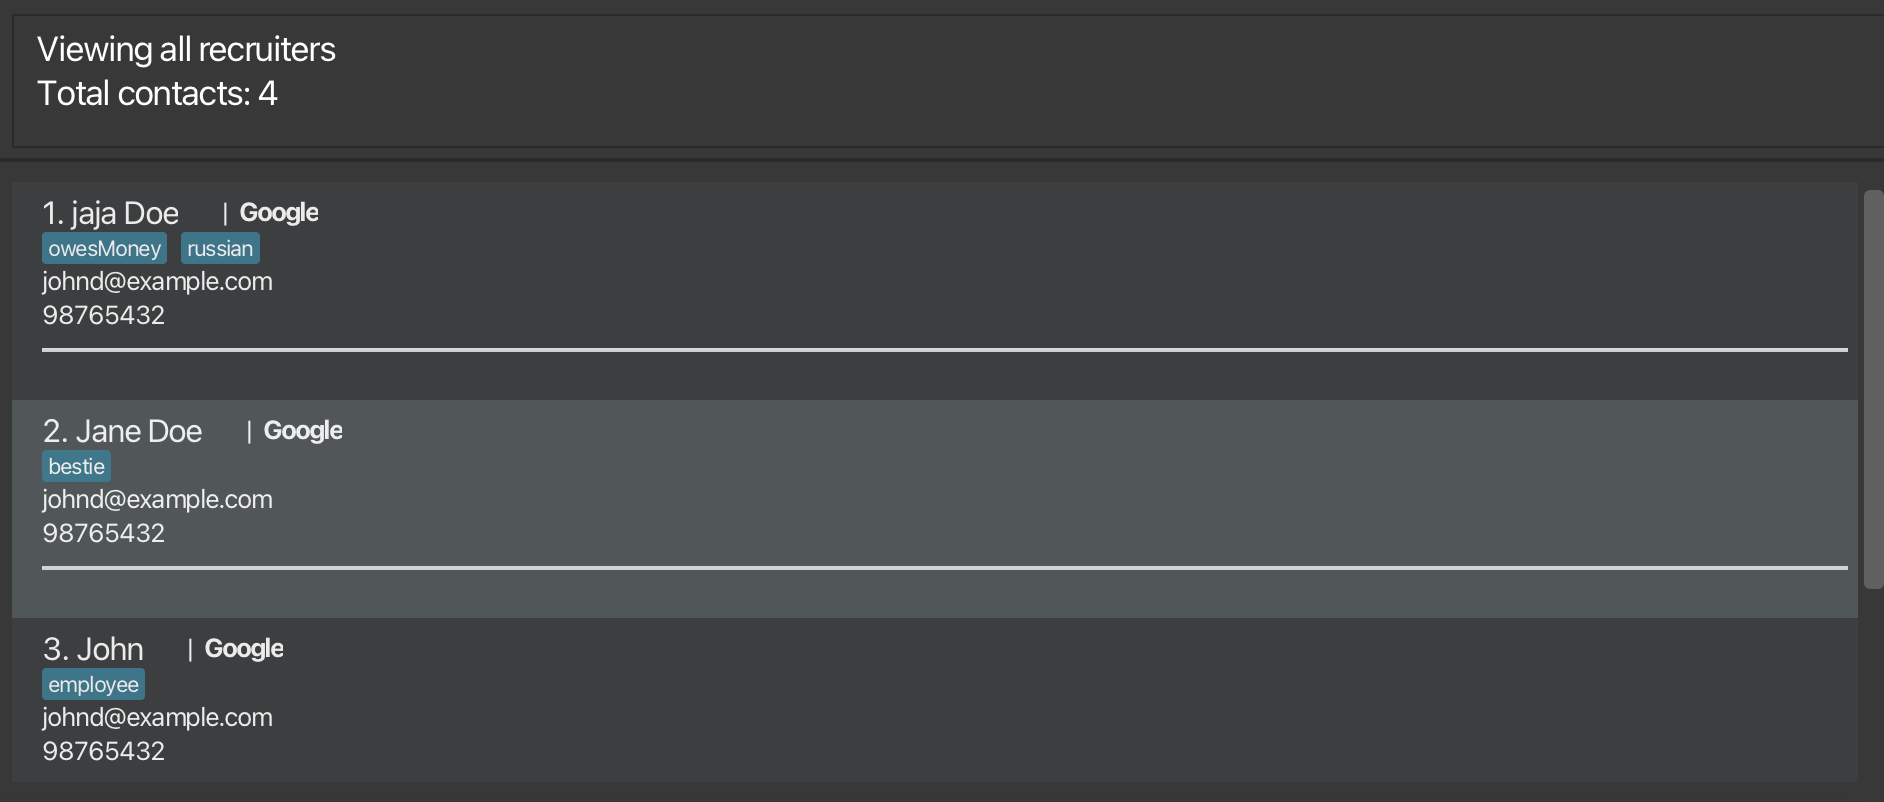 Viewing all recruiters
Total contacts: 4
1. jaja Doe | Google
owesMoney russian
johnd@example.com
98765432
2. Jane Doe | Google
bestie
johnd@example.com
98765432
3. John | Google
employee
johnd@example.com
98765432